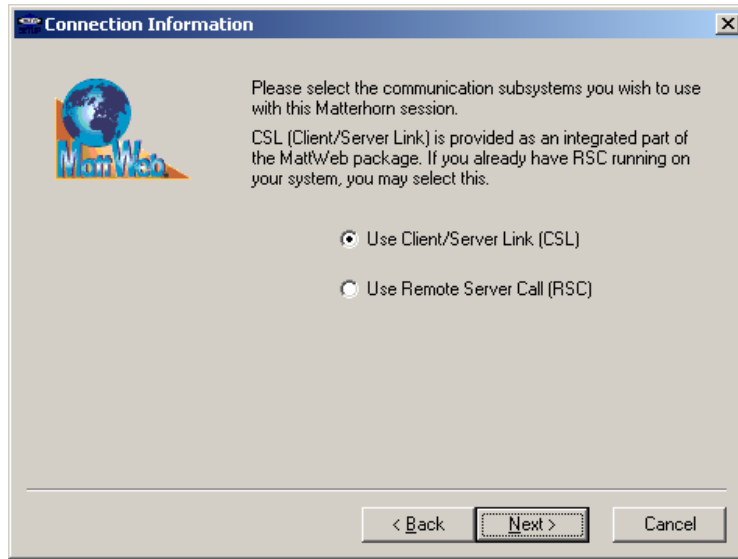 Connection Information
Please select the communication subsystems you wish to use
with this Matterhorn session.
CSL (Client/Server Link) is provided as an integrated part of
the MattWeb package. If you already have RSC running on
your system, you may select this.
MattWeb
Use Client/Server Link (CSL)
Use Remote Server Call (RSC)
< Back
Next >
Cancel